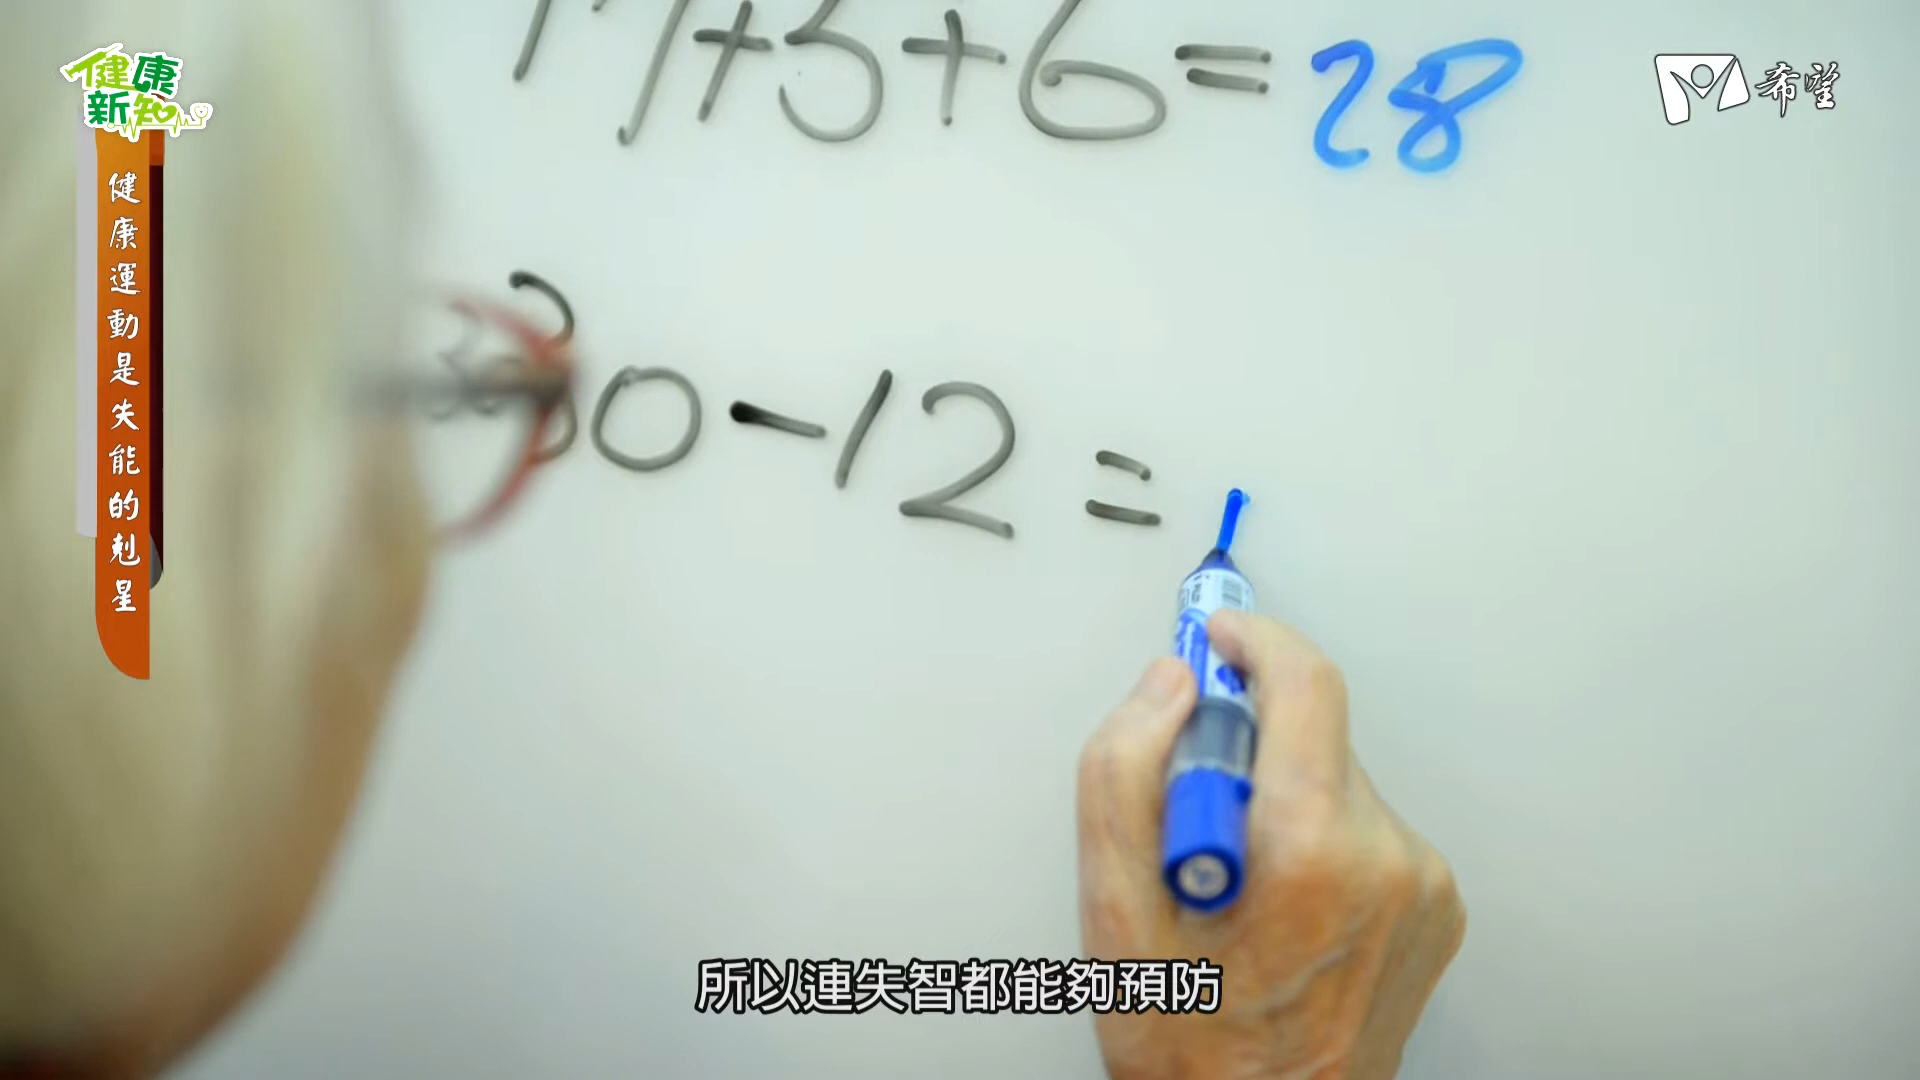 17+5+6=28
30-12=
健康
新知
希望
健康運動是失能的剋星
所以連失智都能夠預防